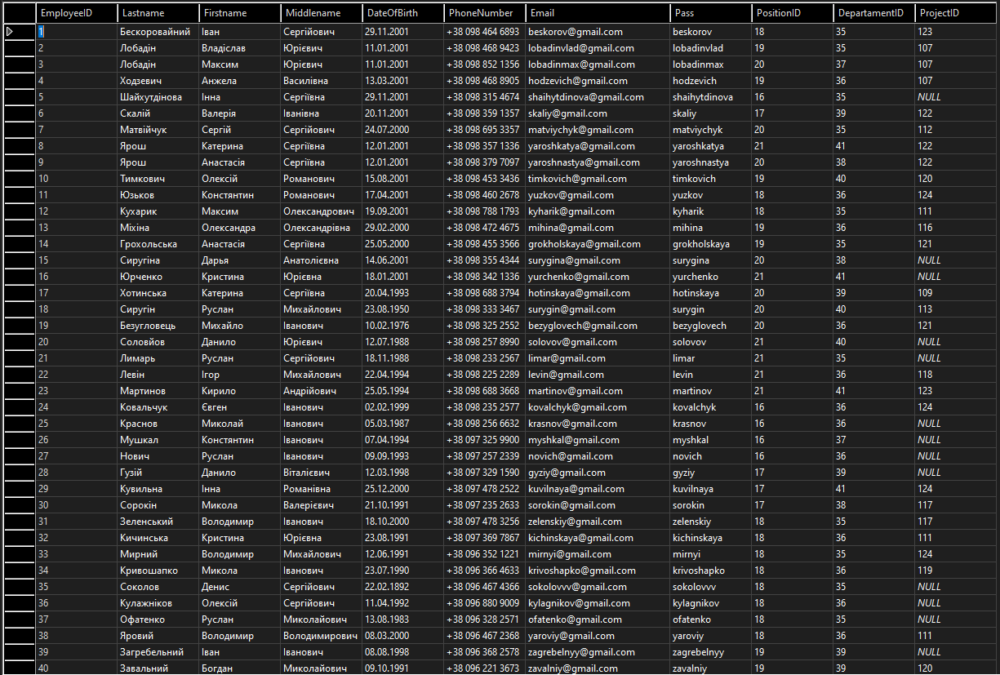 EmployeeID Lastname Firstname Middlename DateOfBirth PhoneNumber Email Pass PositionID DepartamentID ProjectID
1 Бескоровайний Іван Сергійович 29.11.2001 +38 098 464 6893 beskorov@gmail.com beskorov 18 35 123
2 Лобадін Владіслав Юрієвич 11.01.2001 +38 098 468 9423 lobadinvlad@gmail.com lobadinvlad 19 35 107
3 Лобадін Максим Юрієвич 11.01.2001 +38 098 852 1356 lobadinmax@gmail.com lobadinmax 20 37 107
4 Ходзевич Анжела Василівна 13.03.2001 +38 098 468 8905 hodzevich@gmail.com hodzevich 19 36 107
5 Шайхутдінова Інна Сергіївна 29.11.2001 +38 098 315 4674 shaihytdinova@gmail.com shaihytdinova 16 35 NULL
6 Скалій Валерія Іванівна 20.11.2001 +38 098 359 1357 skaliy@gmail.com skaliy 17 39 122
7 Матвійчук Сергій Сергійович 24.07.2000 +38 098 695 3357 matviychyk@gmail.com matviychyk 20 35 112
8 Ярош Катерина Сергіївна 12.01.2001 +38 098 357 1336 yaroshkatya@gmail.com yaroshkatya 21 41 122
9 Ярош Анастасія Сергіївна 12.01.2001 +38 098 379 7097 yaroshnastya@gmail.com yaroshnastya 20 38 122
10 Тимкович Олексій Романович 15.08.2001 +38 098 453 3436 timkovich@gmail.com timkovich 19 40 120
11 Юзьков Констянтин Романович 17.04.2001 +38 098 460 2678 yuzkov@gmail.com yuzkov 18 36 124
12 Кухарик Максим Олександрович 19.09.2001 +38 098 788 1793 kyharik@gmail.com kyharik 18 35 111
13 Міхіна Олександра Олександрівна 29.02.2000 +38 098 472 4675 mihina@gmail.com mihina 19 36 116
14 Грохольська Анастасія Сергіївна 25.05.2000 +38 098 455 3566 grokholskaya@gmail.com grokholskaya 19 35 121
15 Сиругіна Дарья Анатолієвна 14.06.2001 +38 098 355 4344 surygina@gmail.com surygina 20 38 NULL
16 Юрченко Кристина Юрієвна 18.01.2001 +38 098 342 1336 yurchenko@gmail.com yurchenko 21 41 NULL
17 Хотинська Катерина Сергіївна 20.04.1993 +38 098 688 3794 hotinskaya@gmail.com hotinskaya 20 39 109
18 Сиругін Руслан Михайлович 23.08.1950 +38 098 333 3467 surygin@gmail.com surygin 20 40 113
19 Безугловець Михайло Іванович 10.02.1976 +38 098 325 2552 bezyglovech@gmail.com bezyglovech 20 36 121
20 Соловйов Данило Юрієвич 12.07.1988 +38 098 257 8990 solovov@gmail.com solovov 21 40 NULL
21 Лимарь Руслан Сергійович 18.11.1988 +38 098 233 2567 limar@gmail.com limar 21 35 NULL
22 Левін Ігор Михайлович 22.04.1994 +38 098 225 2289 levin@gmail.com levin 21 36 118
23 Мартинов Кирило Андрійович 25.05.1994 +38 098 688 3668 martinov@gmail.com martinov 21 41 123
24 Ковальчук Євген Іванович 02.02.1999 +38 098 235 2577 kovalchyk@gmail.com kovalchyk 16 36 124
25 Краснов Миколай Іванович 05.03.1987 +38 098 256 6632 krasnov@gmail.com krasnov 16 36 NULL
26 Мушкал Констянтин Іванович 07.04.1994 +38 097 325 9900 myshkal@gmail.com myshkal 16 37 NULL
27 Нович Руслан Іванович 09.09.1993 +38 097 257 2339 novich@gmail.com novich 16 36 NULL
28 Гузій Данило Віталієвич 12.03.1998 +38 097 329 1590 gyziy@gmail.com gyziy 17 39 NULL
29 Кувильна Інна Романівна 25.12.2000 +38 097 478 2522 kuvilnaya@gmail.com kuvilnaya 17 41 124
30 Сорокін Микола Валерієвич 21.10.1991 +38 097 235 2633 sorokin@gmail.com sorokin 17 38 117
31 Зеленський Володимир Іванович 18.10.2000 +38 097 478 3256 zelenskiy@gmail.com zelenskiy 18 35 117
32 Кичинська Кристина Юрієвна 23.08.1991 +38 097 369 7867 kichinskaya@gmail.com kichinskaya 18 36 111
33 Мирний Володимир Михайлович 12.06.1991 +38 096 352 1221 mirnyi@gmail.com mirnyi 18 35 124
34 Кривошапко Микола Іванович 23.07.1990 +38 096 366 4633 krivoshapko@gmail.com krivoshapko 18 36 119
35 Соколов Денис Сергійович 22.02.1892 +38 096 467 4366 sokolovvv@gmail.com sokolovvv 18 35 NULL
36 Кулажніков Олексій Сергійович 11.04.1992 +38 096 880 9009 kylagnikov@gmail.com kylagnikov 18 36 NULL
37 Офатенко Руслан Миколайович 13.08.1983 +38 096 328 2571 ofatenko@gmail.com ofatenko 18 35 NULL
38 Яровий Володимир Володимирович 08.03.2000 +38 096 467 2368 yaroviy@gmail.com yaroviy 18 36 111
39 Загребельний Іван Іванович 08.08.1998 +38 096 368 2578 zagrebelnyy@gmail.com zagrebelnyy 19 39 NULL
40 Завальний Богдан Миколайович 09.10.1991 +38 096 221 3673 zavalniy@gmail.com zavalniy 19 39 120